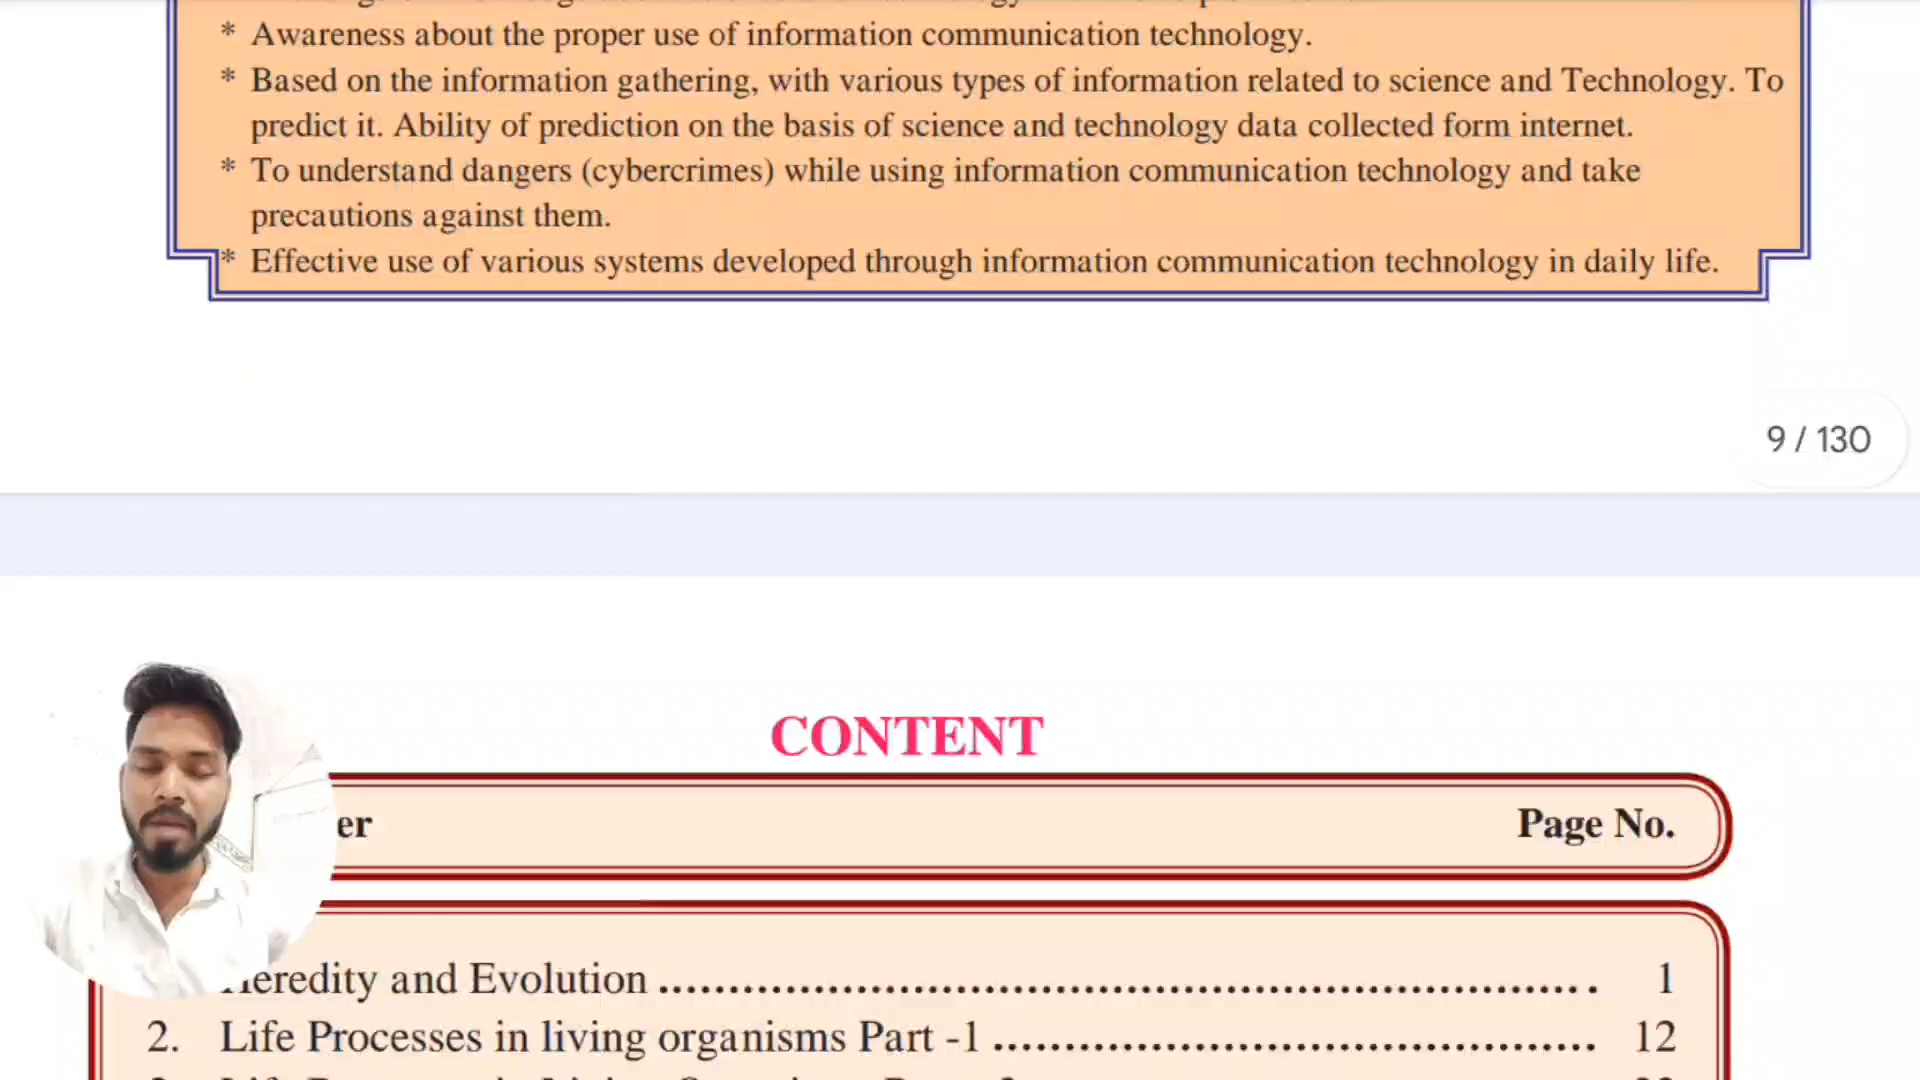 * Awareness about the proper use of information communication technology.
* Based on the information gathering, with various types of information related to science and Technology. To
predict it. Ability of prediction on the basis of science and technology data collected form internet.
* To understand dangers (cybercrimes) while using information communication technology and take
precautions against them.
* Effective use of various systems developed through information communication technology in daily life.
9 / 130
CONTENT
er Page No.
Heredity and Evolution ........................................................................ 1
2. Life Processes in living organisms Part -1 ........................................... 12